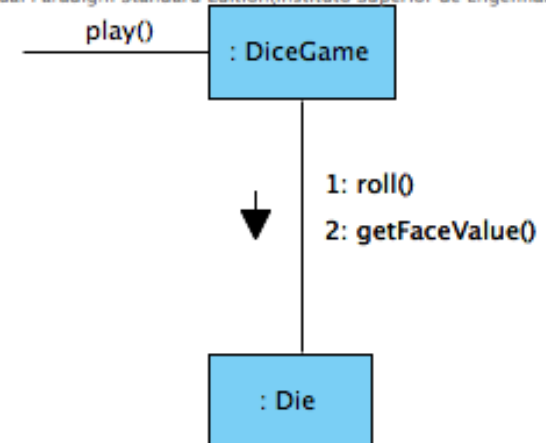 play()
: DiceGame
1: roll()
2: getFaceValue()
: Die